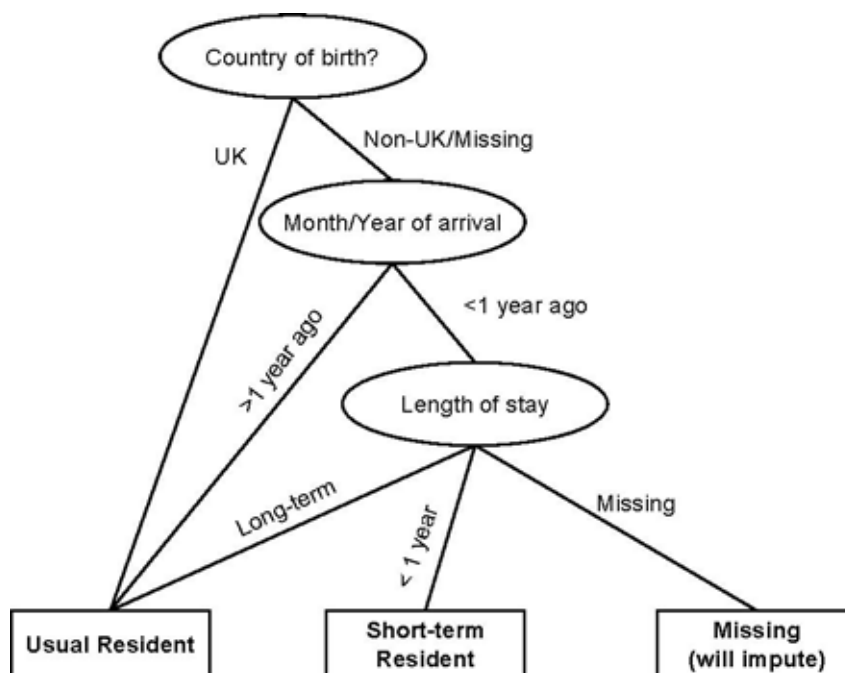 Country of birth?
UK
Non-UK/Missing
Month/Year of arrival
>1 year ago
<1 year ago
Length of stay
Long-term
< 1 year
Missing
Usual Resident
Short-term
Resident
Missing
(will impute)